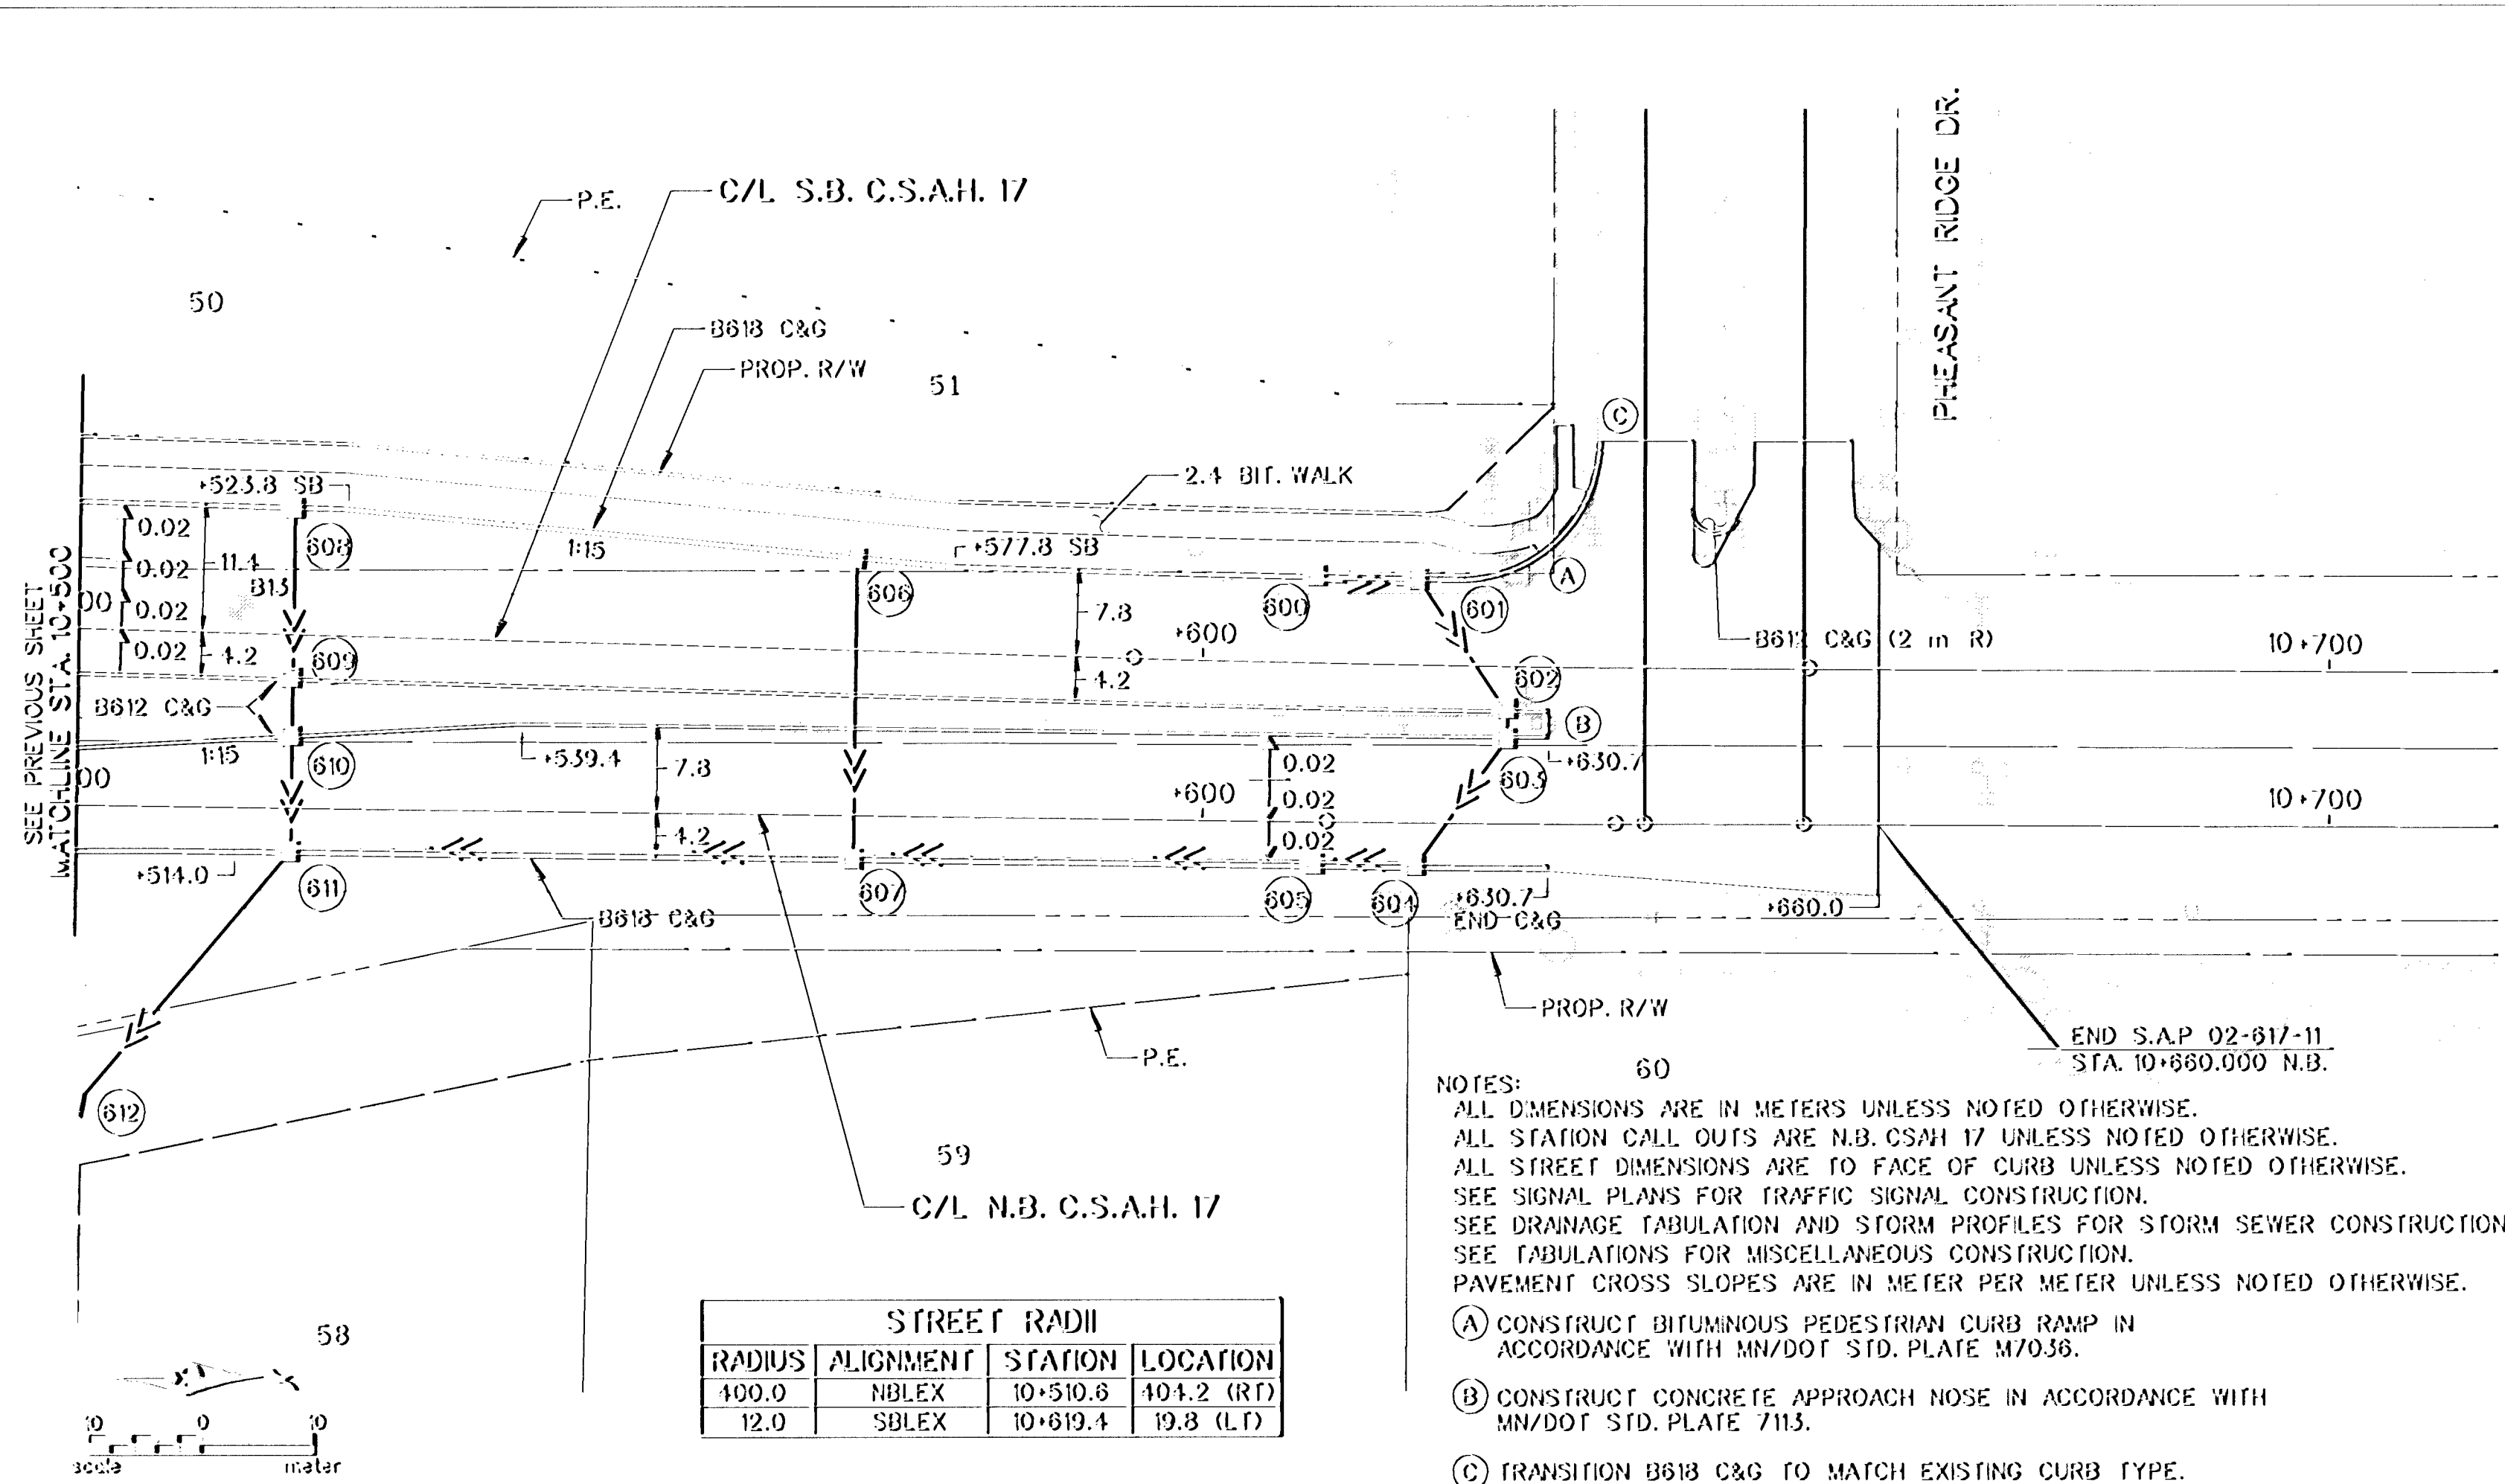 PHEASANT RIDGE DR.
C/L S.B. C.S.A.H. 17
P.E.
50
B618 C&G
PROP. R/W
51
C
2.4 BIT. WALK
+523.8 SB
0.02
608
1:15
+577.8 SB
0.02
11.4
B13
A
606
600
601
0.02
7.8
+600
B612 C&G (2 m R)
10+700
0.02
4.2
609
4.2
602
SEE PREVIOUS SHEET
MATCHLINE STA. 10+500
00
B612 C&G
B
1:15
610
+539.4
7.8
0.02
603
+630.7
00
+600
0.02
10+700
4.2
0.02
+514.0
611
607
605
604
+630.7
END C&G
+660.0
B618 C&G
PROP. R/W
END S.A.P 02-617-11
STA. 10+660.000 N.B.
P.E.
60
612
59
C/L N.B. C.S.A.H. 17
58
NOTES:
ALL DIMENSIONS ARE IN METERS UNLESS NOTED OTHERWISE.
ALL STATION CALL OUTS ARE N.B. CSAH 17 UNLESS NOTED OTHERWISE.
ALL STREET DIMENSIONS ARE TO FACE OF CURB UNLESS NOTED OTHERWISE.
SEE SIGNAL PLANS FOR TRAFFIC SIGNAL CONSTRUCTION.
SEE DRAINAGE TABULATION AND STORM PROFILES FOR STORM SEWER CONSTRUCTION
SEE TABULATIONS FOR MISCELLANEOUS CONSTRUCTION.
PAVEMENT CROSS SLOPES ARE IN METER PER METER UNLESS NOTED OTHERWISE.
A CONSTRUCT BITUMINOUS PEDESTRIAN CURB RAMP IN
ACCORDANCE WITH MN/DOT STD. PLATE M7036.
B CONSTRUCT CONCRETE APPROACH NOSE IN ACCORDANCE WITH
MN/DOT STD. PLATE 7113.
C TRANSITION B618 C&G TO MATCH EXISTING CURB TYPE.
STREET RADII
RADIUS ALIGNMENT STATION LOCATION
400.0 NBLEX 10+510.6 404.2 (RT)
12.0 SBLEX 10+619.4 19.8 (LT)
10 0 10
scale meter